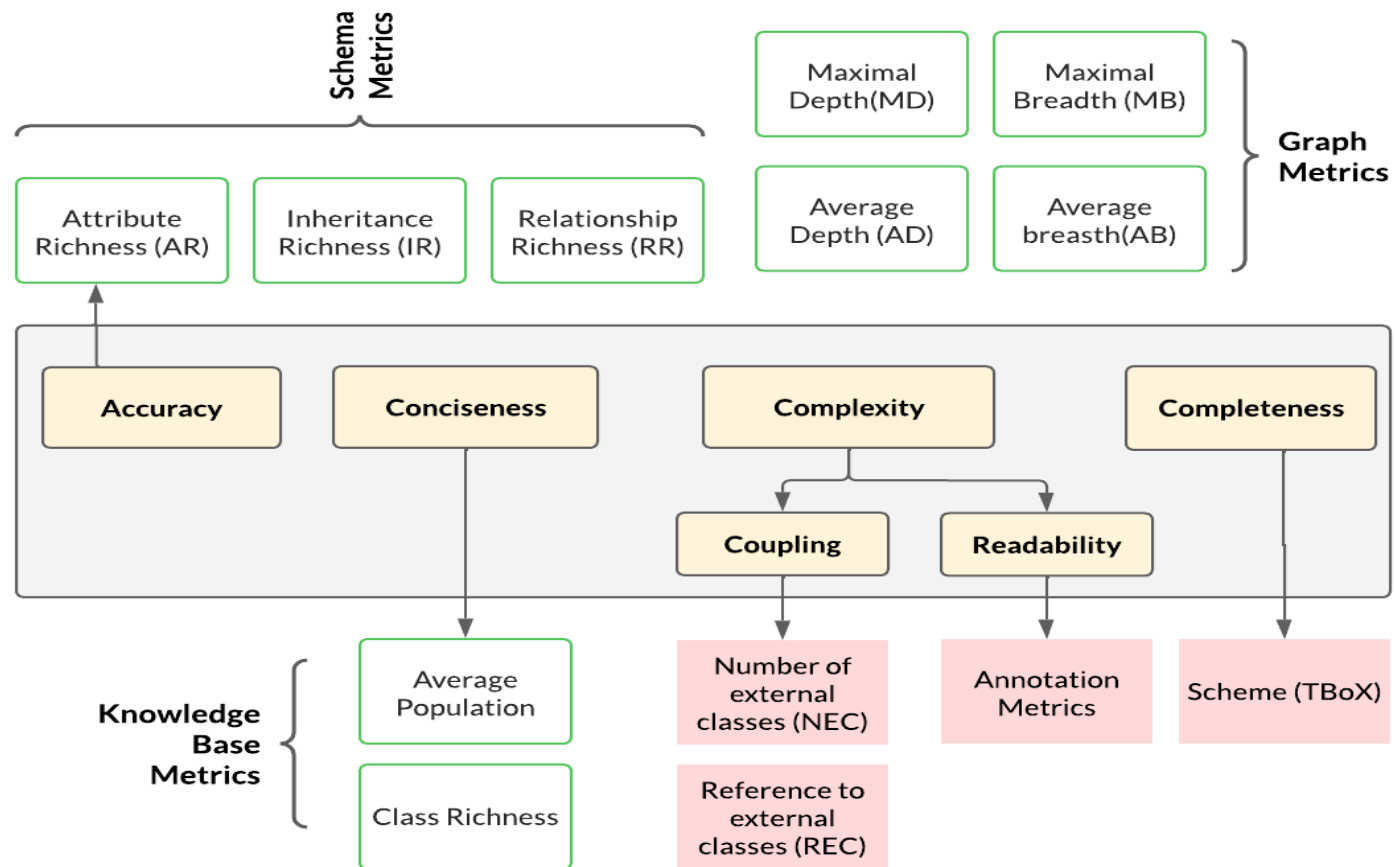 Schema
Metrics
Maximal
Depth(MD)
Maximal
Breadth (MB)
Graph
Metrics
Average
Depth (AD)
Average
breasth(AB)
Attribute
Richness (AR)
Inheritance
Richness (IR)
Relationship
Richness (RR)
Accuracy
Conciseness
Complexity
Completeness
Coupling
Readability
Knowledge
Base
Metrics
Average
Population
Class Richness
Number of
external
classes (NEC)
Annotation
Metrics
Scheme (TBoX)
Reference to
external
classes (REC)